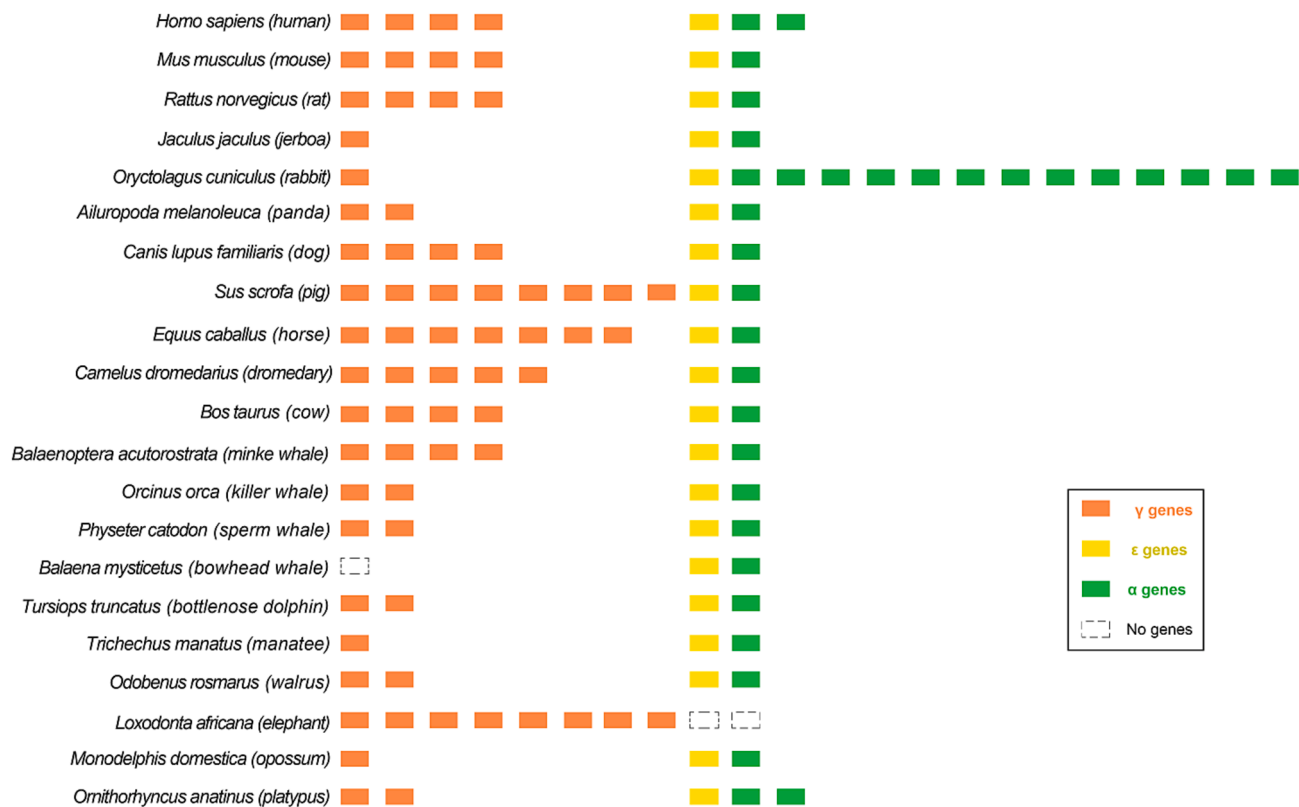 Homo sapiens (human)
Mus musculus (mouse)
Rattus norvegicus (rat)
Jaculus jaculus (jerboa)
Oryctolagus cuniculus (rabbit)
Ailuropoda melanoleuca (panda)
Canis lupus familiaris (dog)
Sus scrofa (pig)
Equus caballus (horse)
Camelus dromedarius (dromedary)
Bos taurus (cow)
Balaenoptera acutorostrata (minke whale)
Orcinus orca (killer whale)
Physeter catodon (sperm whale)
Balaena mysticetus (bowhead whale)
Tursiops truncatus (bottlenose dolphin)
Trichechus manatus (manatee)
Odobenus rosmarus (walrus)
Loxodonta africana (elephant)
Monodelphis domestica (opossum)
Ornithorhyncus anatinus (platypus)
γ genes
ε genes
α genes
No genes